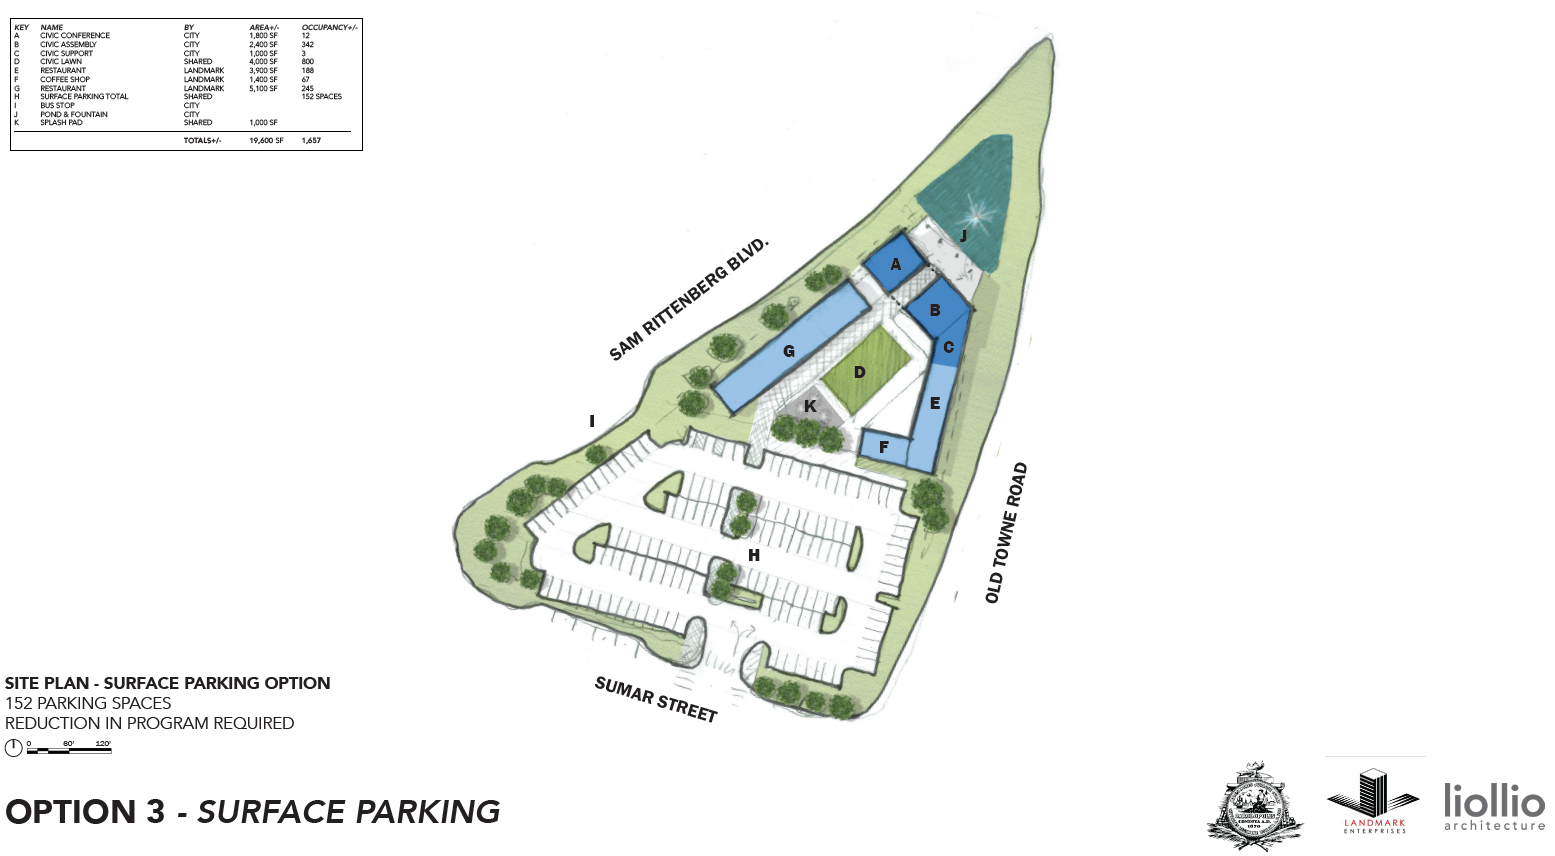 KEY NAME BY AREA+/- OCCUPANCY+/-
A CIVIC CONFERENCE CITY 1,800 SF 12
B CIVIC ASSEMBLY CITY 2,400 SF 342
C CIVIC SUPPORT CITY 1,000 SF 3
D CIVIC LAWN SHARED 4,000 SF 800
E RESTAURANT LANDMARK 3,900 SF 188
F COFFEE SHOP LANDMARK 1,400 SF 67
G RESTAURANT LANDMARK 5,100 SF 245
H SURFACE PARKING TOTAL SHARED 152 SPACES
I BUS STOP CITY
J POND & FOUNTAIN CITY
K SPLASH PAD SHARED 1,000 SF
TOTALS+/- 19,600 SF 1,657
SAM RITTENBERG BLVD.
J
A
B
C
G
D
E
K
I
F
H
OLD TOWNE ROAD
SUMAR STREET
SITE PLAN - SURFACE PARKING OPTION
152 PARKING SPACES
REDUCTION IN PROGRAM REQUIRED
0 60' 120'
OPTION 3 - SURFACE PARKING
CONDITA A.D.
1670
LANDMARK
ENTERPRISES
liollio
architecture